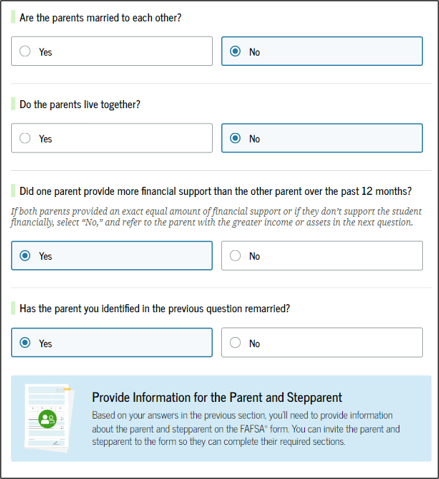 Are the parents married to each other?
Yes
No
Do the parents live together?
Yes
No
Did one parent provide more financial support than the other parent over the past 12 months?
If both parents provided an exact equal amount of financial support or if they don't support the student
financially, select "No," and refer to the parent with the greater income or assets in the next question.
Yes
No
Has the parent you identified in the previous question remarried?
Yes
No
Provide Information for the Parent and Stepparent
Based on your answers in the previous section, you'll need to provide information
about the parent and stepparent on the FAFSA® form. You can invite the parent and
stepparent to the form so they can complete their required sections.